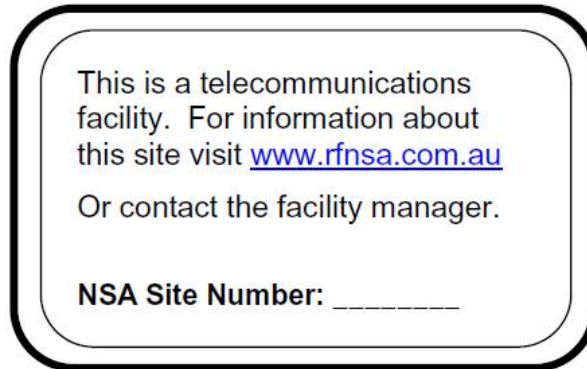 This is a telecommunications
facility.  For information about
this site visit www.rfnsa.com.au
Or contact the facility manager.
NSA Site Number: ________